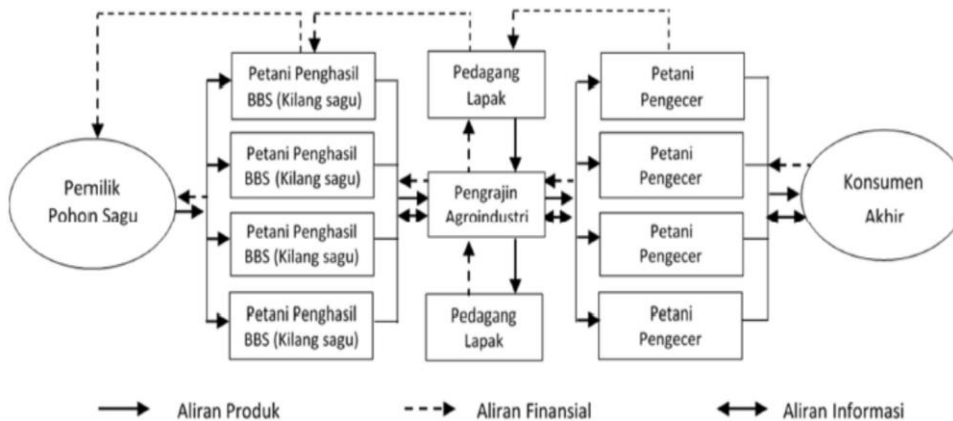 Pemilik
Pohon Sagu
Petani Penghasil
BBS (Kilang sagu)
Petani Penghasil
BBS (Kilang sagu)
Petani Penghasil
BBS (Kilang sagu)
Petani Penghasil
BBS (Kilang sagu)
Pedagang
Lapak
Pengrajin
Agroindustri
Pedagang
Lapak
Petani
Pengecer
Petani
Pengecer
Petani
Pengecer
Petani
Pengecer
Konsumen
Akhir
Aliran Produk
Aliran Finansial
Aliran Informasi